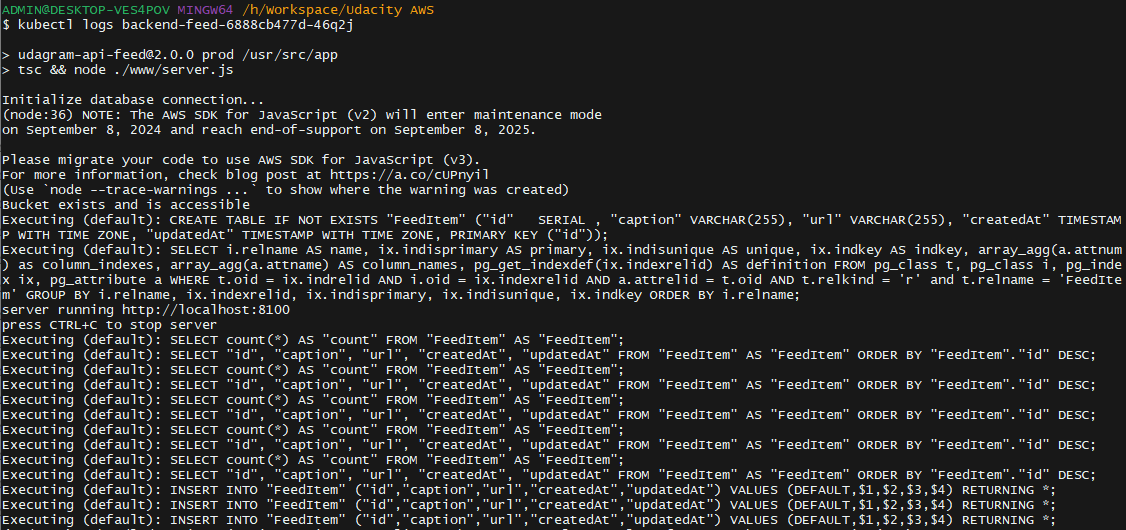 ADMIN@DESKTOP-VES4POV MINGW64 /h/Workspace/Udacity AWS
$ kubectl logs backend-feed-6888cb477d-46q2j
> udagram-api-feed@2.0.0 prod /usr/src/app
> tsc && node ./www/server.js
Initialize database connection...
(node:36) NOTE: The AWS SDK for JavaScript (v2) will enter maintenance mode
on September 8, 2024 and reach end-of-support on September 8, 2025.
Please migrate your code to use AWS SDK for JavaScript (v3).
For more information, check blog post at https://a.co/cUPnyil
(Use `node --trace-warnings ...` to show where the warning was created)
Bucket exists and is accessible
Executing (default): CREATE TABLE IF NOT EXISTS "FeedItem" ("id"   SERIAL , "caption" VARCHAR(255), "url" VARCHAR(255), "createdAt" TIMESTAM
P WITH TIME ZONE, "updatedAt" TIMESTAMP WITH TIME ZONE, PRIMARY KEY ("id"));
Executing (default): SELECT i.relname AS name, ix.indisprimary AS primary, ix.indisunique AS unique, ix.indkey AS indkey, array_agg(a.attnum
) as column_indexes, array_agg(a.attname) AS column_names, pg_get_indexdef(ix.indexrelid) AS definition FROM pg_class t, pg_class i, pg_inde
x ix, pg_attribute a WHERE t.oid = ix.indrelid AND i.oid = ix.indexrelid AND a.attrelid = t.oid AND t.relkind = 'r' and t.relname = 'FeedIte
m' GROUP BY i.relname, ix.indexrelid, ix.indisprimary, ix.indisunique, ix.indkey ORDER BY i.relname;
server running http://localhost:8100
press CTRL+C to stop server
Executing (default): SELECT count(*) AS "count" FROM "FeedItem" AS "FeedItem";
Executing (default): SELECT "id", "caption", "url", "createdAt", "updatedAt" FROM "FeedItem" AS "FeedItem" ORDER BY "FeedItem"."id" DESC;
Executing (default): SELECT count(*) AS "count" FROM "FeedItem" AS "FeedItem";
Executing (default): SELECT "id", "caption", "url", "createdAt", "updatedAt" FROM "FeedItem" AS "FeedItem" ORDER BY "FeedItem"."id" DESC;
Executing (default): SELECT count(*) AS "count" FROM "FeedItem" AS "FeedItem";
Executing (default): SELECT "id", "caption", "url", "createdAt", "updatedAt" FROM "FeedItem" AS "FeedItem" ORDER BY "FeedItem"."id" DESC;
Executing (default): SELECT count(*) AS "count" FROM "FeedItem" AS "FeedItem";
Executing (default): SELECT "id", "caption", "url", "createdAt", "updatedAt" FROM "FeedItem" AS "FeedItem" ORDER BY "FeedItem"."id" DESC;
Executing (default): SELECT count(*) AS "count" FROM "FeedItem" AS "FeedItem";
Executing (default): SELECT "id", "caption", "url", "createdAt", "updatedAt" FROM "FeedItem" AS "FeedItem" ORDER BY "FeedItem"."id" DESC;
Executing (default): INSERT INTO "FeedItem" ("id","caption","url","createdAt","updatedAt") VALUES (DEFAULT,$1,$2,$3,$4) RETURNING *;
Executing (default): INSERT INTO "FeedItem" ("id","caption","url","createdAt","updatedAt") VALUES (DEFAULT,$1,$2,$3,$4) RETURNING *;
Executing (default): INSERT INTO "FeedItem" ("id","caption","url","createdAt","updatedAt") VALUES (DEFAULT,$1,$2,$3,$4) RETURNING *;